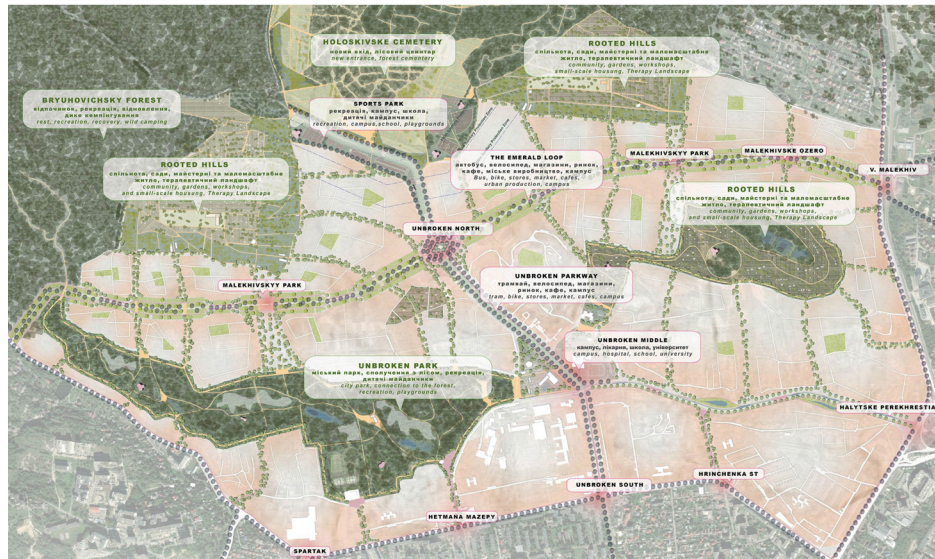 HOLOSKIVSKE CEMETERY
новий вхід, лісовий цвинтар
new entrance, forest cementery
ROOTED HILLS
спільнота, сади, майстерні та маломасштабне
житло, терапевтичний ландшафт
community, gardens, workshops,
small-scale housung, Therapy Landscape
BRYUHOVICHSKY FOREST
відпочинок, рекреація, відновлення,
дике кемпінгування
rest, recreation, recovery, wild camping
SPORTS PARK
рекреація, кампус, школа,
дитячі майданчики
recreation, campus,school, playgrounds
ROOTED HILLS
спільнота, сади, майстерні та маломасштабне
житло, терапевтичний ландшафт
community, gardens, workshops,
and small-scale housung, Therapy Landscape
THE EMERALD LOOP
автобус, велосипед, магазини, ринок,
кафе, міське виробництво, кампус
Bus, bike, stores, market, cafes,
urban production, campus
MALEKHIVSKYY PARK
MALEKHIVSKE OZERO
V. MALEKHIV
ROOTED HILLS
спільнота, сади, майстерні та маломасштабне
житло, терапевтичний ландшафт
community, gardens, workshops,
and small-scale housung, Therapy Landscape
UNBROKEN NORTH
MALEKHIVSKYY PARK
UNBROKEN PARKWAY
трамвай, велосипед, магазини,
ринок, кафе, кампус
tram, bike, stores, market, cafes, campus
UNBROKEN MIDDLE
кампус, лікарня, школа, університет
campus, hospital, school, university
UNBROKEN PARK
міський парк, сполучення з лісом, рекреація,
дитячі майданчики
city park, connection to the forest,
recreation, playgrounds
HALYTSKE PEREKHRESTIA
HRINCHENKA ST
UNBROKEN SOUTH
HETMANA MAZEPY
SPARTAK